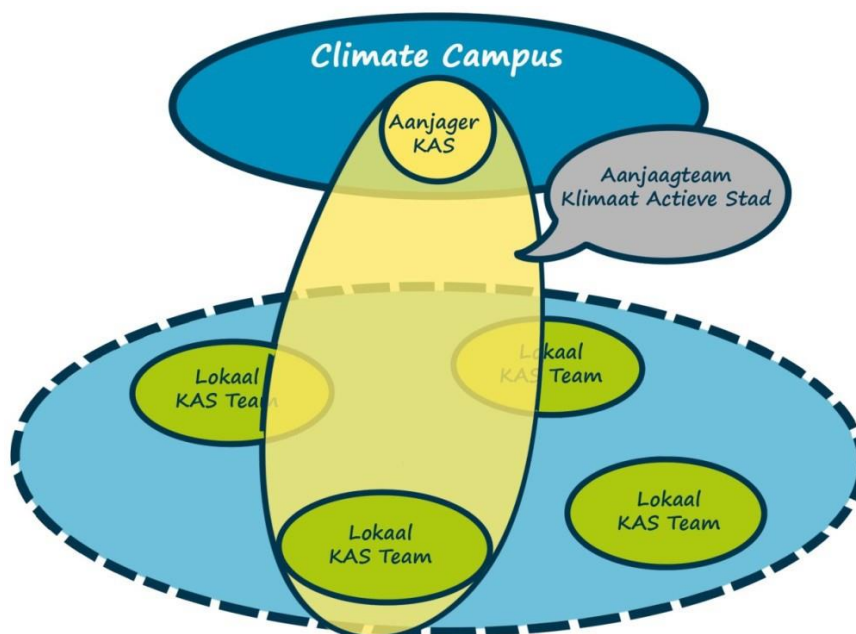 Climate Campus
Aanjager
KAS
Aanjaagteam
Klimaat Actieve Stad
Lokaal
KAS Team
Lokaal
KAS Team
Lokaal
KAS Team
Lokaal
KAS Team